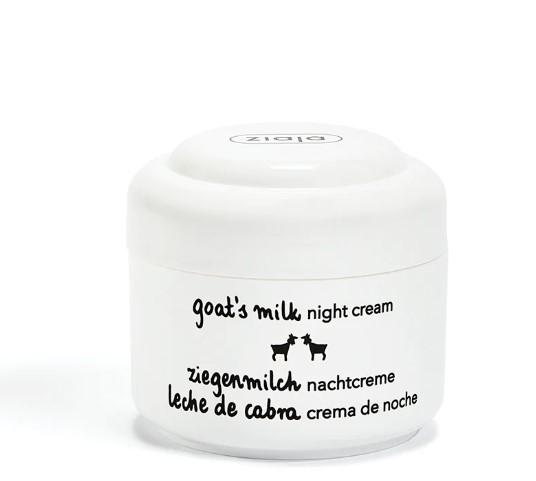 ziaja
goat's milk night cream
ziegenmilch nachtcreme
leche de cabra crema de noche